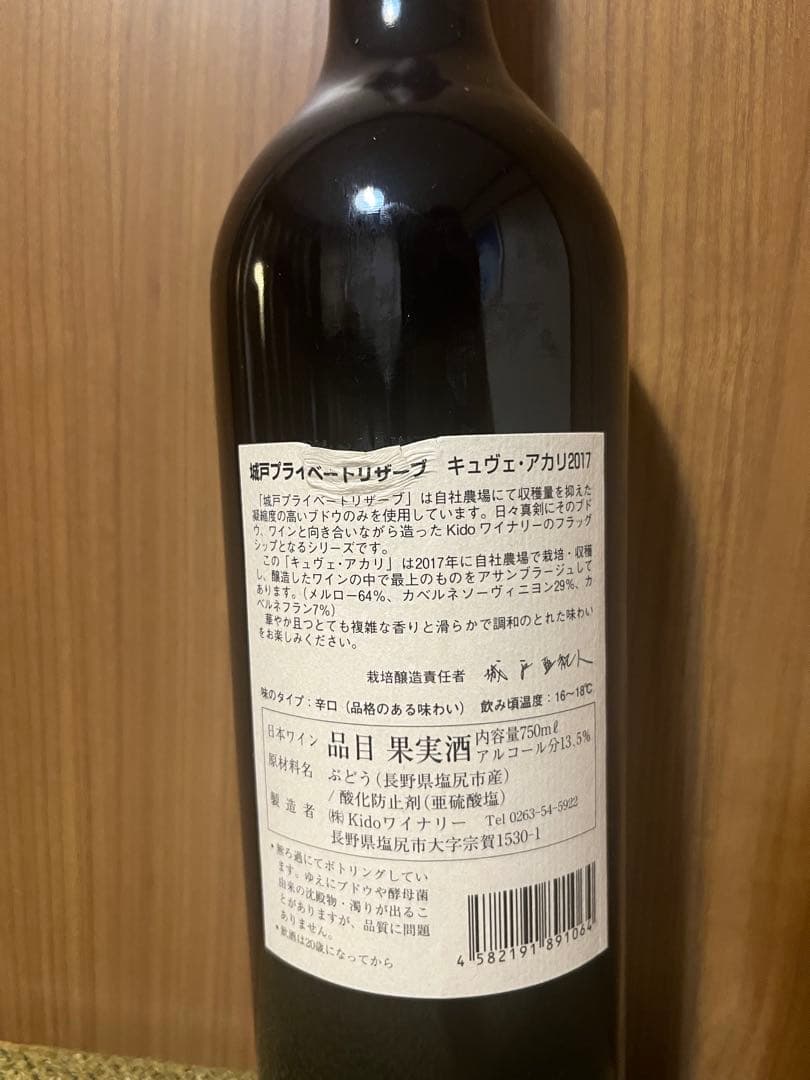 城戸プライベートリザーブ　キュヴェ・アカリ2017
「城戸プライベートリザーブ」は自社農場にて収穫量を抑えた
凝縮度の高いブドウのみを使用しています。日々真剣にそのブド
ウ、ワインと向き合いながら造ったKidoワイナリーのフラッグ
シップとなるシリーズです。
この「キュヴェ・アカリ」は2017年に自社農場で栽培・収穫
し、醸造したワインの中で最上のものをアサンブラージュして
あります。(メルロー64%、カベルネソーヴィニヨン29%、カ
ベルネフラン7%)
華やか且つとても複雑な香りと滑らかで調和のとれた味わい
をお楽しみください。
栽培醸造責任者 城戸亜紀人
味のタイプ：辛口（品格のある味わい） 飲み頃温度：16～18℃
日本ワイン 品目 果実酒 内容量750mℓ
アルコール分13.5%
原材料名 ぶどう(長野県塩尻市産)
/酸化防止剤(亜硫酸塩)
製造者 ㈱Kidoワイナリー Tel 0263-54-5922
長野県塩尻市大字宗賀1530-1
*無ろ過にてボトリングしてい
ます。ゆえにブドウや酵母菌
由来の沈殿物・濁りが出るこ
とがありますが、品質に問題
ありません。
*飲酒は20歳になってから
4 582191 891064